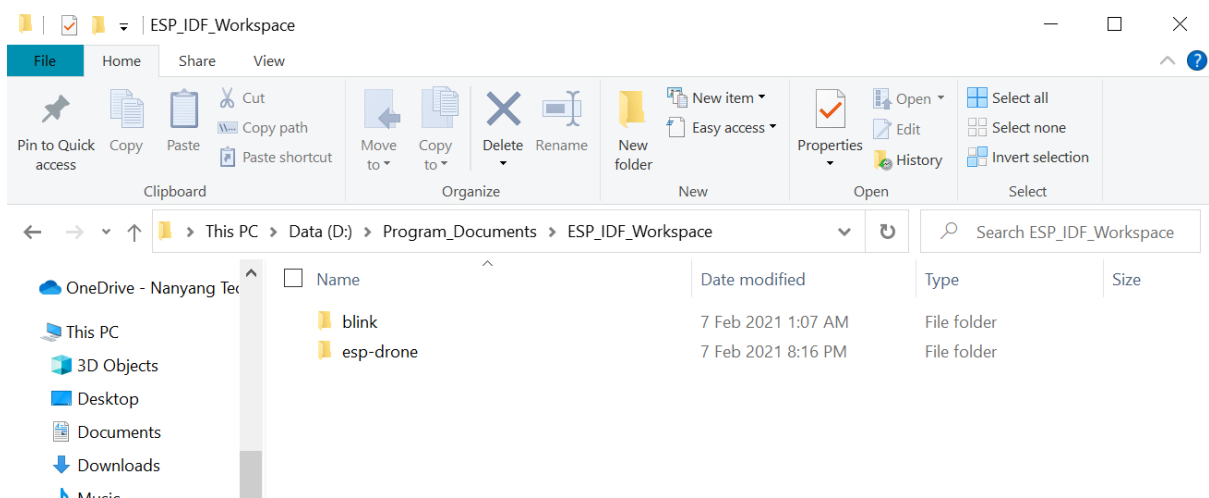 ESP_IDF_Workspace
File Home Share View
Pin to Quick access
Copy
Paste
Cut
Copy path
Paste shortcut
Clipboard
Move to
Copy to
Delete
Rename
Organize
New folder
New item
Easy access
New
Properties
Open
Edit
History
Open
Select all
Select none
Invert selection
Select
This PC > Data (D:) > Program_Documents > ESP_IDF_Workspace
Search ESP_IDF_Workspace
OneDrive - Nanyang Tec
This PC
3D Objects
Desktop
Documents
Downloads
Music
Name Date modified Type Size
blink 7 Feb 2021 1:07 AM File folder
esp-drone 7 Feb 2021 8:16 PM File folder